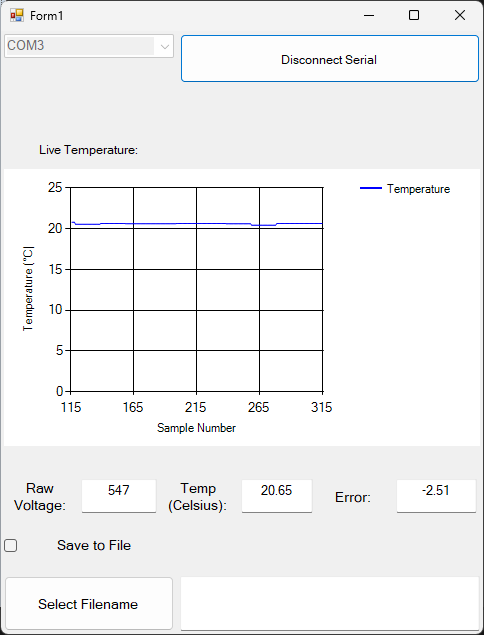 Form1
COM3
Disconnect Serial
Live Temperature:
25
20
15
10
5
0
Temperature (°C)
115 165 215 265 315
Sample Number
Temperature
Raw
Voltage:
547
Temp
(Celsius):
20.65
Error:
-2.51
Save to File
Select Filename